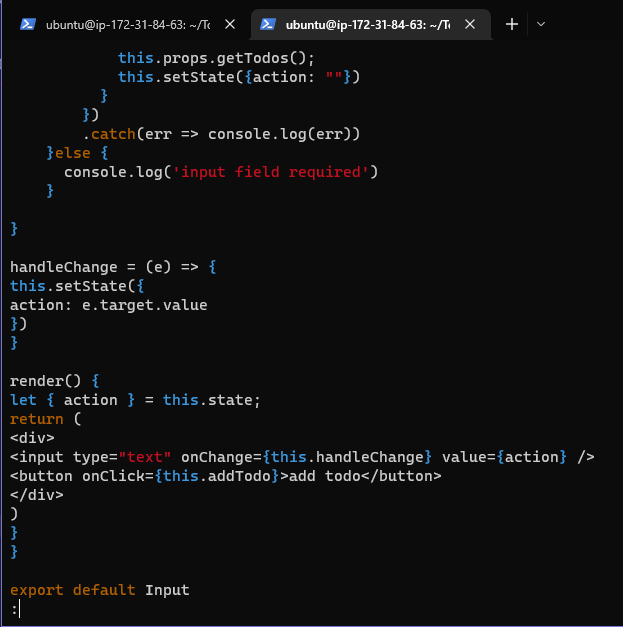 ubuntu@ip-172-31-84-63: ~/To
ubuntu@ip-172-31-84-63: ~/To
            this.props.getTodos();
            this.setState({action: ""})
          }
        })
        .catch(err => console.log(err))
    }else {
      console.log('input field required')
    }
}
handleChange = (e) => {
this.setState({
action: e.target.value
})
}
render() {
let { action } = this.state;
return (
<div>
<input type="text" onChange={this.handleChange} value={action} />
<button onClick={this.addTodo}>add todo</button>
</div>
)
}
}
export default Input
: